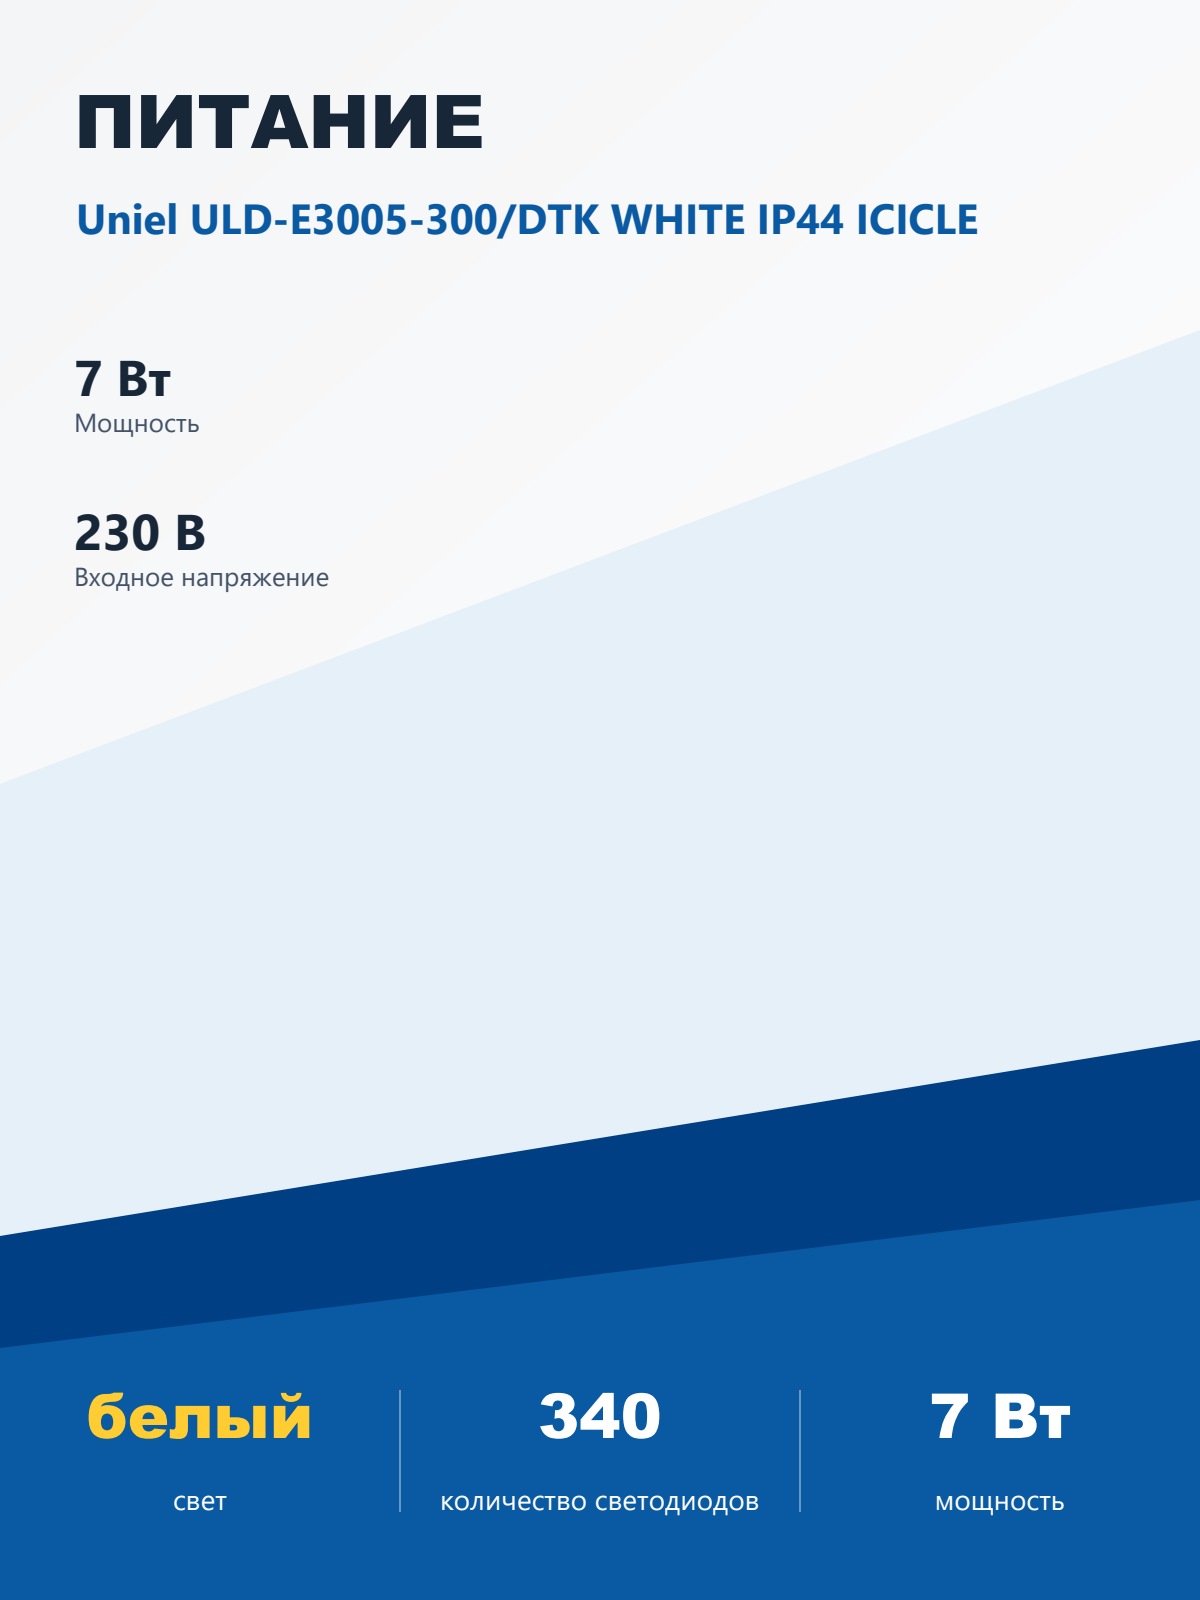 ПИТАНИЕ
Uniel ULD-E3005-300/DTK WHITE IP44 ICICLE
7 Вт
Мощность
230 В
Входное напряжение
белый
свет
340
количество светодиодов
7 Вт
мощность